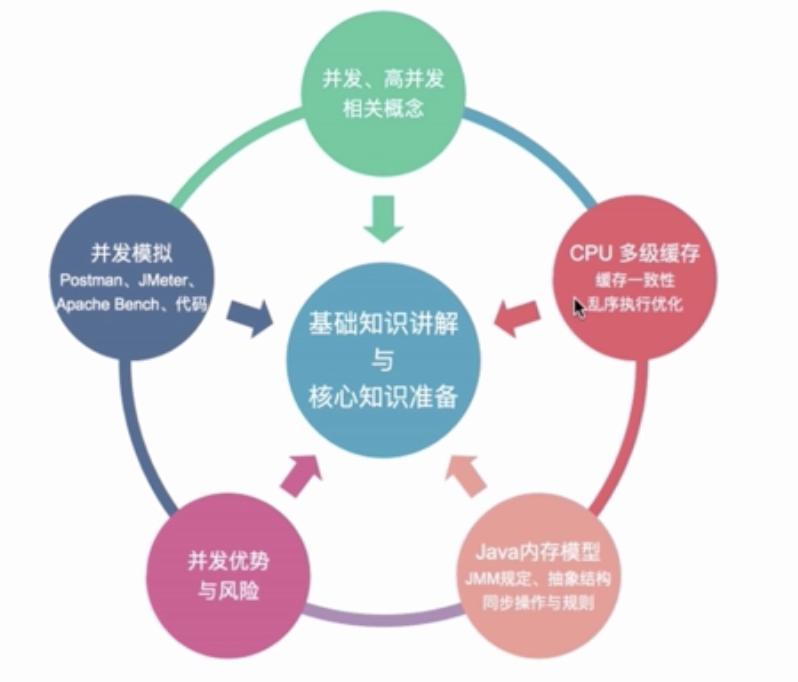 并发、高并发
相关概念
并发模拟
Postman、JMeter、
Apache Bench、代码
CPU 多级缓存
缓存一致性
乱序执行优化
基础知识讲解
与
核心知识准备
并发优势
与风险
Java内存模型
JMM规定、抽象结构
同步操作与规则